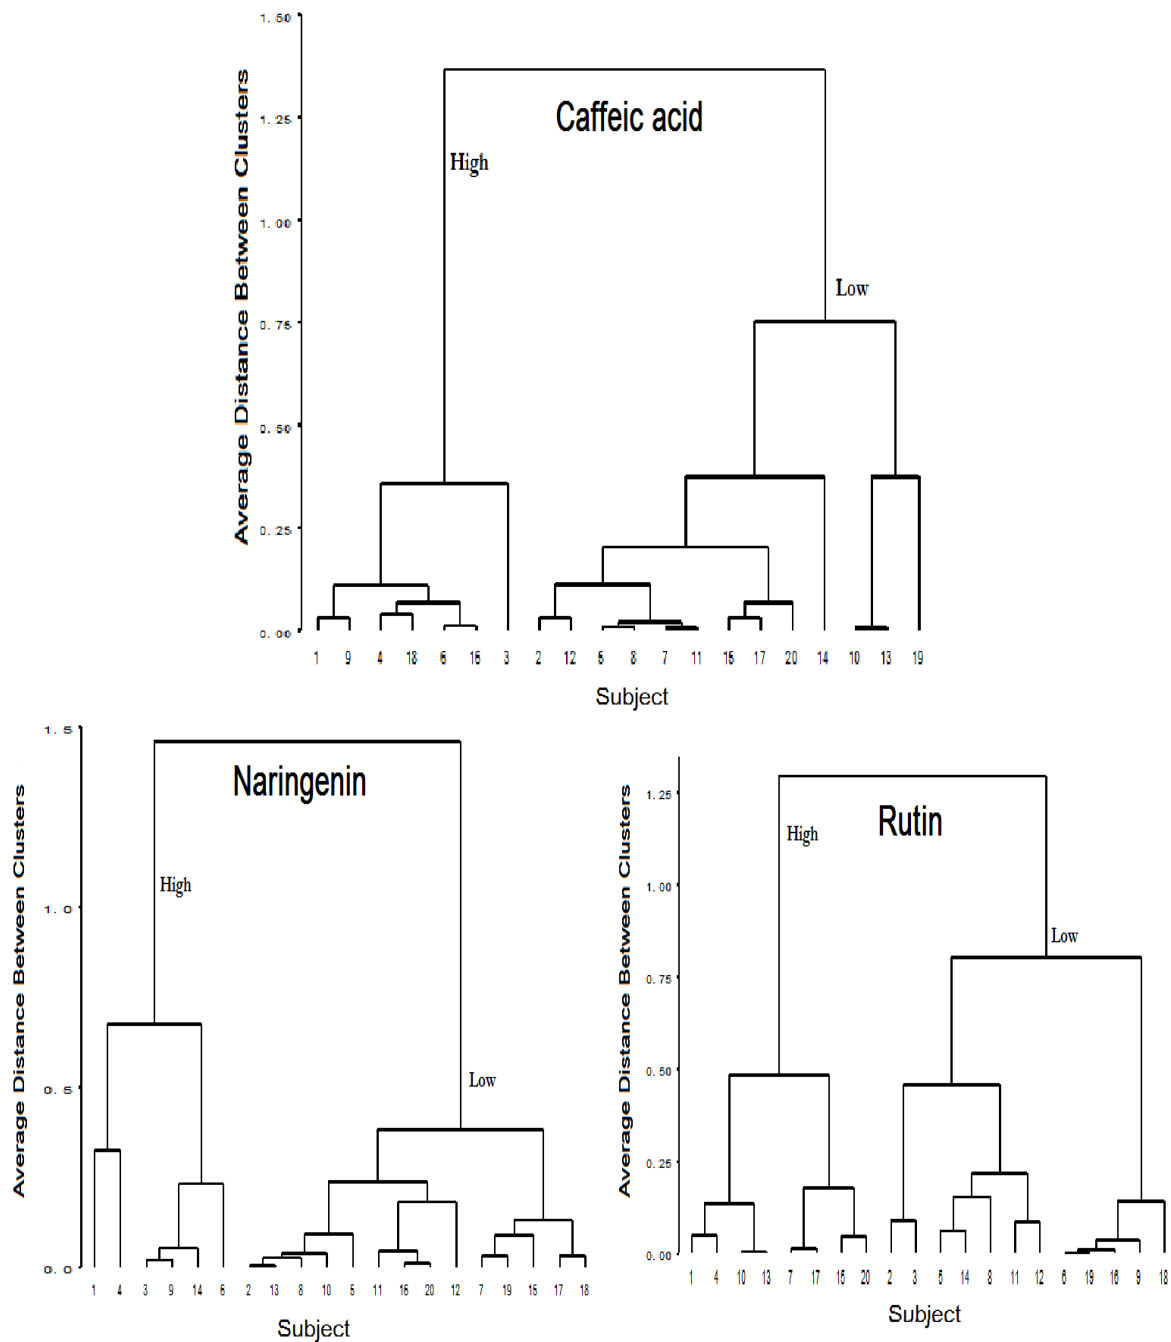 1.50
Caffeic acid
1.25
High
1.00
Low
0.75
0.50
0.25
0.00
Average Distance Between Clusters
1 9 4 18 6 16 3 2 12 5 8 7 11 15 17 20 14 10 13 19
Subject
1.5
Naringenin
High
1.0
Low
0.5
0.0
Average Distance Between Clusters
1 4 3 9 14 6 2 13 8 10 5 11 16 20 12 7 19 15 17 18
Subject
1.25
Rutin
High
1.00
Low
0.75
0.50
0.25
0.00
Average Distance Between Clusters
1 4 10 13 7 17 15 20 2 3 5 14 8 11 12 6 19 16 9 18
Subject